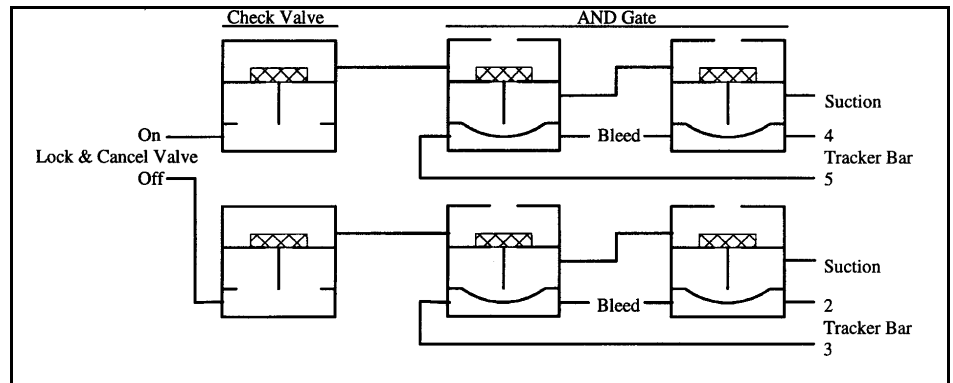 Check Valve
AND Gate
Suction
On
Bleed
4
Lock & Cancel Valve
Tracker Bar
Off
5
Suction
Bleed
2
Tracker Bar
3